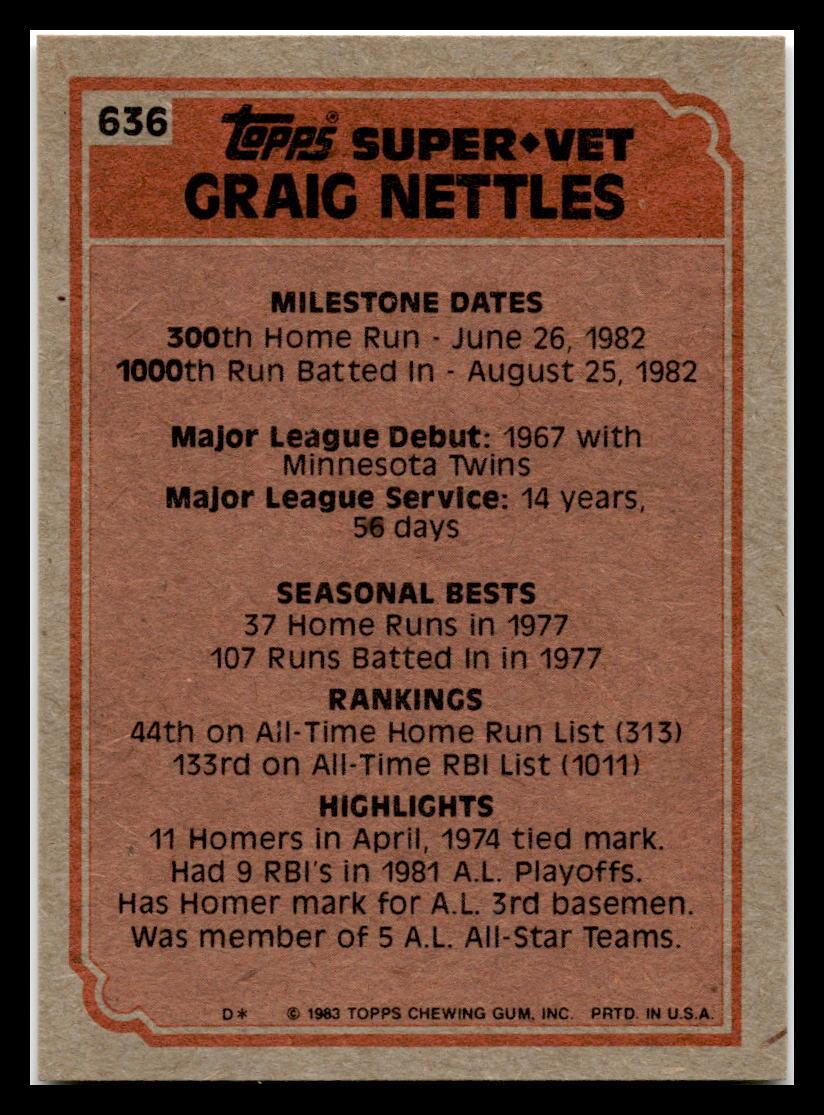 636
Topps® SUPER♦VET
GRAIG NETTLES
MILESTONE DATES
300th Home Run - June 26, 1982
1000th Run Batted In - August 25, 1982
Major League Debut: 1967 with
Minnesota Twins
Major League Service: 14 years,
56 days
SEASONAL BESTS
37 Home Runs in 1977
107 Runs Batted In in 1977
RANKINGS
44th on All-Time Home Run List (313)
133rd on All-Time RBI List (1011)
HIGHLIGHTS
11 Homers in April, 1974 tied mark.
Had 9 RBI's in 1981 A.L. Playoffs.
Has Homer mark for A.L. 3rd basemen.
Was member of 5 A.L. All-Star Teams.
D* © 1983 TOPPS CHEWING GUM, INC. PRTD. IN U.S.A.